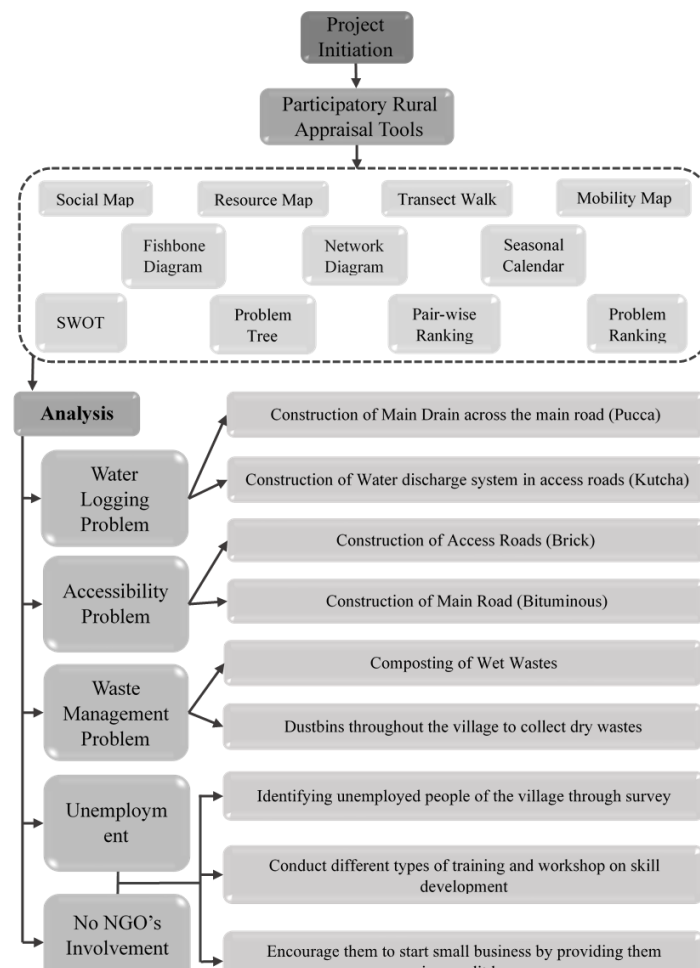 Project
Initiation
Participatory Rural
Appraisal Tools
Social Map
Resource Map
Transect Walk
Mobility Map
Fishbone
Diagram
Network
Diagram
Seasonal
Calendar
SWOT
Problem
Tree
Pair-wise
Ranking
Problem
Ranking
Analysis
Water
Logging
Problem
Construction of Main Drain across the main road (Pucca)
Construction of Water discharge system in access roads (Kutcha)
Accessibility
Problem
Construction of Access Roads (Brick)
Construction of Main Road (Bituminous)
Waste
Management
Problem
Composting of Wet Wastes
Dustbins throughout the village to collect dry wastes
Unemploym
ent
Identifying unemployed people of the village through survey
Conduct different types of training and workshop on skill
development
No NGO's
Involvement
Encourage them to start small business by providing them